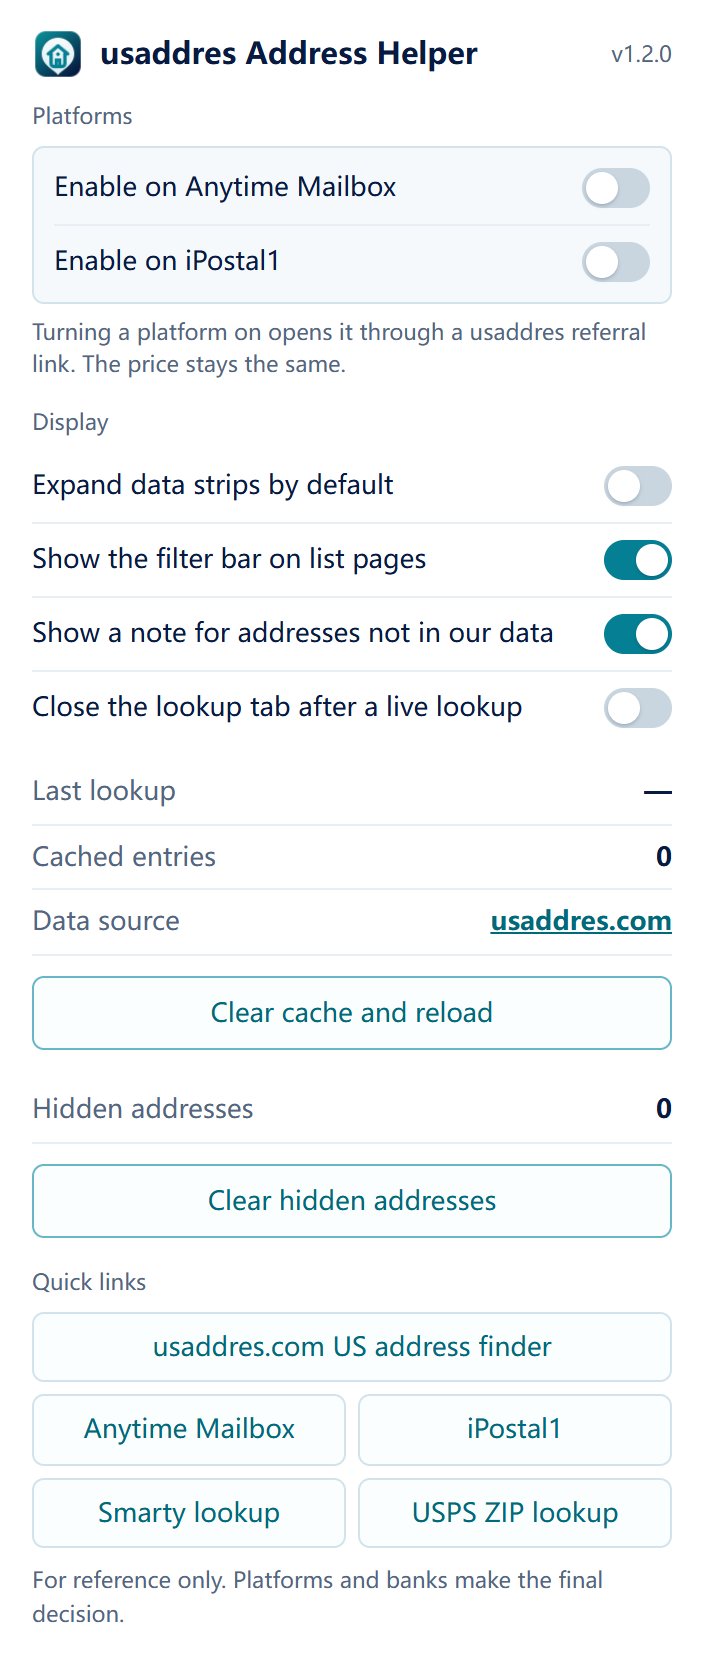 usaddres Address Helper
v1.2.0
Platforms
Enable on Anytime Mailbox
Enable on iPostal1
Turning a platform on opens it through a usaddres referral
link. The price stays the same.
Display
Expand data strips by default
Show the filter bar on list pages
Show a note for addresses not in our data
Close the lookup tab after a live lookup
Last lookup
—
Cached entries
0
Data source
usaddres.com
Clear cache and reload
Hidden addresses
0
Clear hidden addresses
Quick links
usaddres.com US address finder
Anytime Mailbox
iPostal1
Smarty lookup
USPS ZIP lookup
For reference only. Platforms and banks make the final
decision.